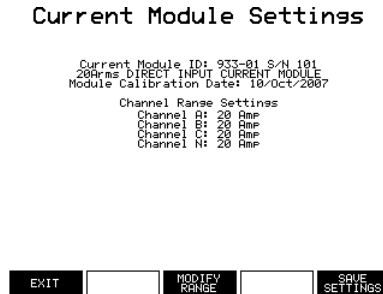 Current Module Settings
Current Module ID: 933-01 S/N 101
20Arms DIRECT INPUT CURRENT MODULE
Module Calibration Date: 10/Oct/2007
Channel Range Settings
Channel A: 20 Amp
Channel B: 20 Amp
Channel C: 20 Amp
Channel N: 20 Amp
EXIT
MODIFY
RANGE
SAVE
SETTINGS